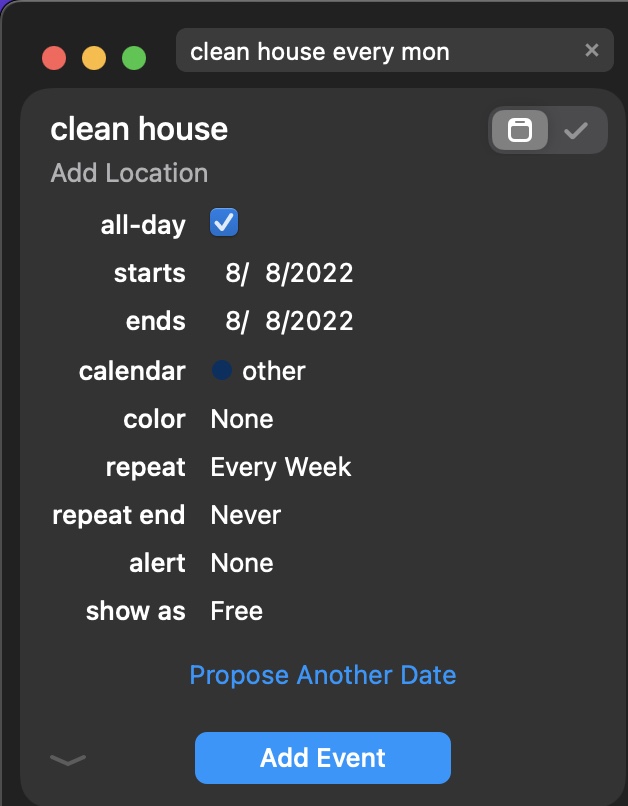 clean house every mon
clean house
Add Location
all-day
starts 8/ 8/2022
ends 8/ 8/2022
calendar other
color None
repeat Every Week
repeat end Never
alert None
show as Free
Propose Another Date
Add Event